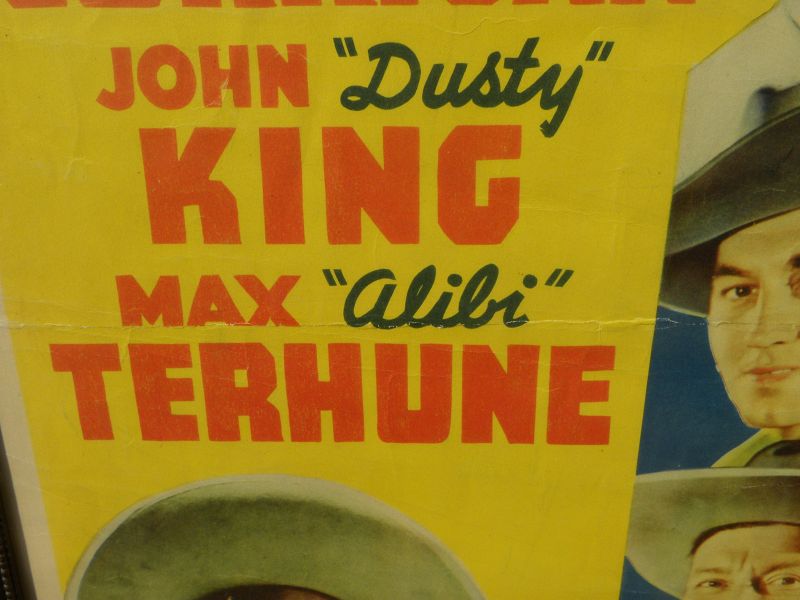 JOHN "Dusty"
KING
MAX "Alibi"
TERHUNE